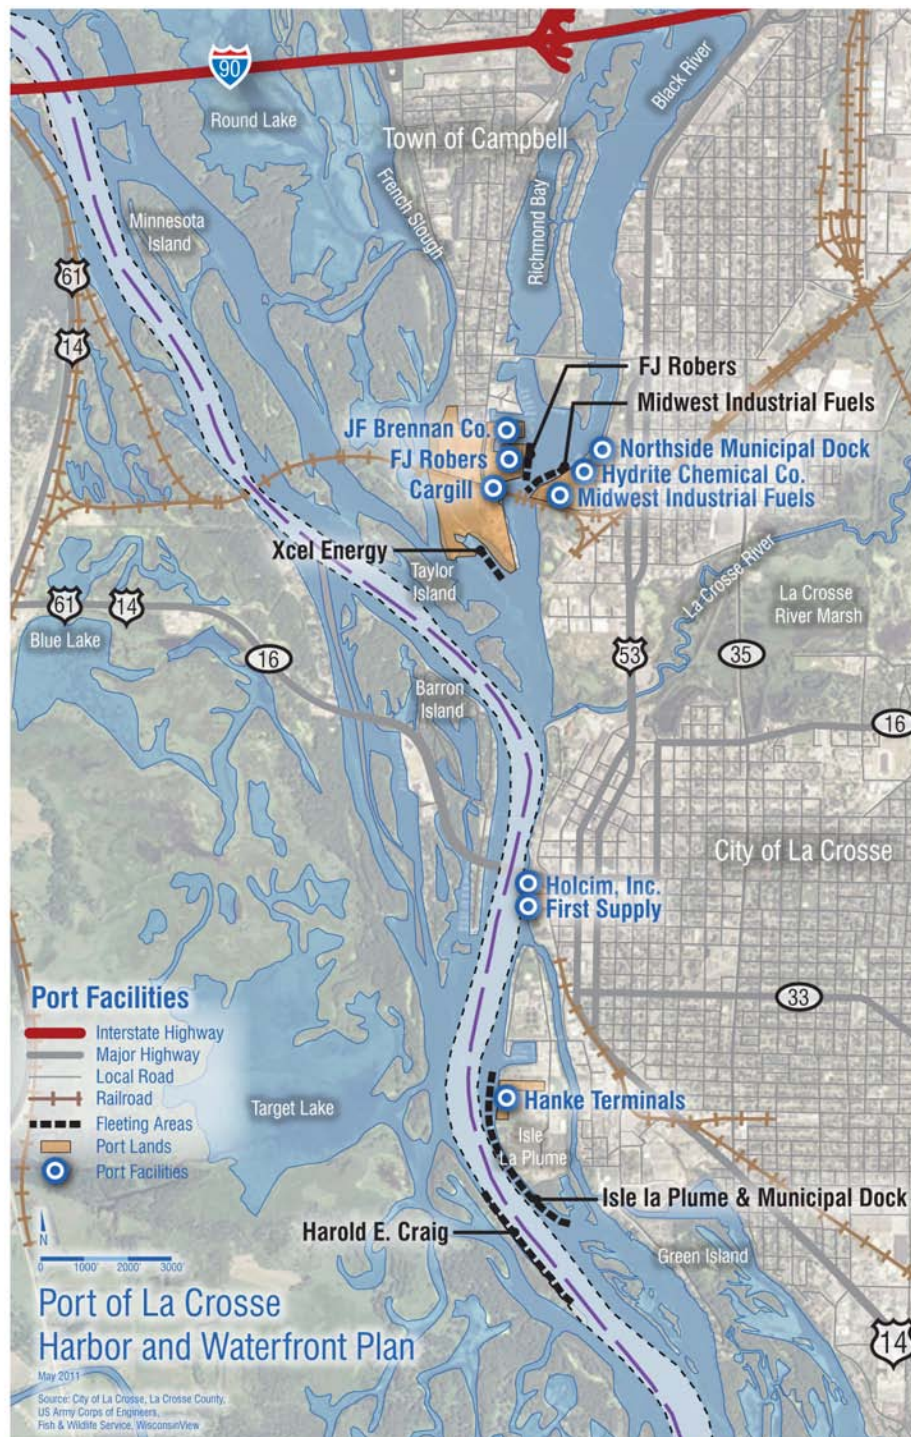 90
Round Lake
Town of Campbell
Black River
French Slough
Richmond Bay
Minnesota
Island
61
14
FJ Robers
Midwest Industrial Fuels
JF Brennan Co.
FJ Robers
Cargill
Northside Municipal Dock
Hydrite Chemical Co.
Midwest Industrial Fuels
Xcel Energy
Taylor
Island
La Crosse River
La Crosse
River Marsh
61
14
Blue Lake
16
53
35
Barron
Island
16
City of La Crosse
Holcim, Inc.
First Supply
33
Port Facilities
Interstate Highway
Major Highway
Local Road
Railroad
Fleeting Areas
Port Lands
Port Facilities
Target Lake
Hanke Terminals
Isle
La Plume
Isle la Plume & Municipal Dock
Harold E. Craig
Green Island
N
0 1000' 2000' 3000'
14
Port of La Crosse
Harbor and Waterfront Plan
May 2011
Source: City of La Crosse, La Crosse County,
US Army Corps of Engineers,
Fish & Wildlife Service, WisconsinView